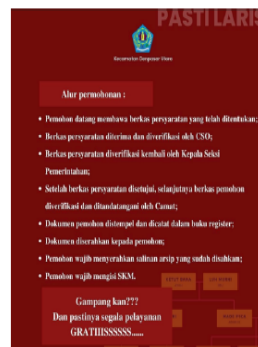 PASTI LARIS
Kecamatan Denpasar Utara
Alur permohonan :
• Pemohon datang membawa berkas persyaratan yang telah ditentukan;
• Berkas persyaratan diterima dan diverifikasi oleh CSO;
• Berkas persyaratan diverifikasi kembali oleh Kepala Seksi
Pemerintahan;
• Setelah berkas persyaratan disetujui, selanjutnya berkas pemohon
diverifikasi dan ditandatangani oleh Camat;
• Dokumen pemohon distempel dan dicatat dalam buku register;
• Dokumen diserahkan kepada pemohon;
• Pemohon wajib menyerahkan salinan arsip yang sudah disahkan;
• Pemohon wajib mengisi SKM.
Gampang kan???
Dan pastinya segala pelayanan
GRATIIISSSSSS.....